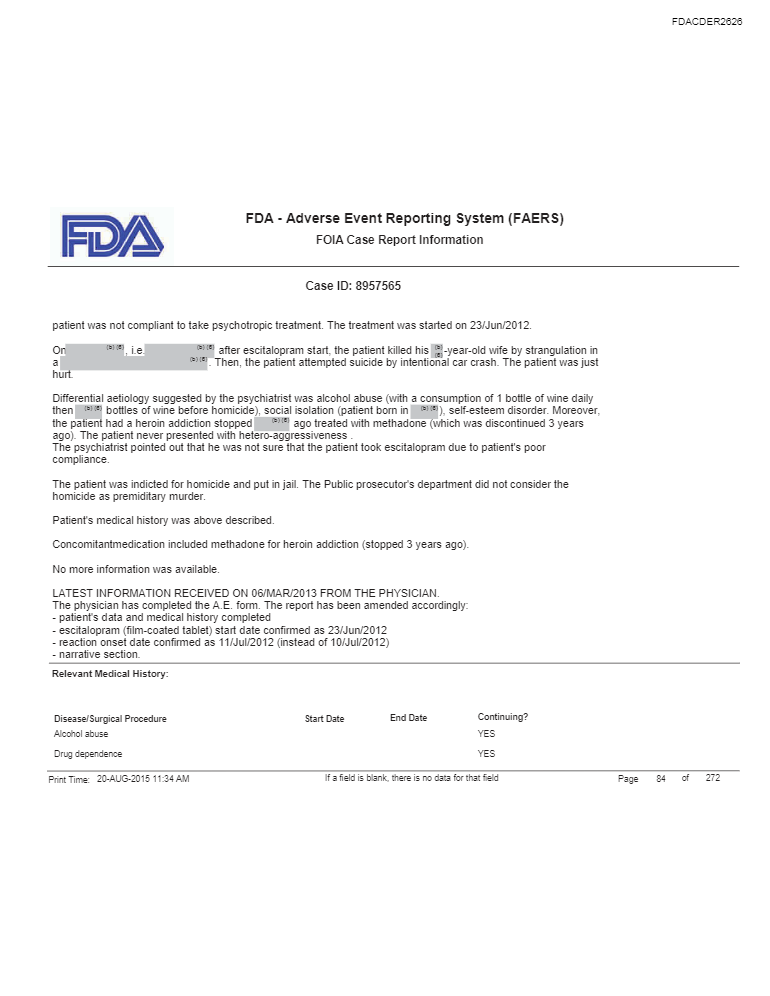 FDACDER2626
FDA
FDA - Adverse Event Reporting System (FAERS)
FOIA Case Report Information
Case ID: 8957565
patient was not compliant to take psychotropic treatment. The treatment was started on 23/Jun/2012.
On (b) (6), i.e. (b) (6) after escitalopram start, the patient killed his (b) (6)-year-old wife by strangulation in
a (b) (6). Then, the patient attempted suicide by intentional car crash. The patient was just
hurt.
Differential aetiology suggested by the psychiatrist was alcohol abuse (with a consumption of 1 bottle of wine daily
then (b) (6) bottles of wine before homicide), social isolation (patient born in (b) (6)), self-esteem disorder. Moreover,
the patient had a heroin addiction stopped (b) (6) ago treated with methadone (which was discontinued 3 years
ago). The patient never presented with hetero-aggressiveness .
The psychiatrist pointed out that he was not sure that the patient took escitalopram due to patient's poor
compliance.
The patient was indicted for homicide and put in jail. The Public prosecutor's department did not consider the
homicide as premiditary murder.
Patient's medical history was above described.
Concomitantmedication included methadone for heroin addiction (stopped 3 years ago).
No more information was available.
LATEST INFORMATION RECEIVED ON 06/MAR/2013 FROM THE PHYSICIAN.
The physician has completed the A.E. form. The report has been amended accordingly:
- patient's data and medical history completed
- escitalopram (film-coated tablet) start date confirmed as 23/Jun/2012
- reaction onset date confirmed as 11/Jul/2012 (instead of 10/Jul/2012)
- narrative section.
Relevant Medical History:
Disease/Surgical Procedure Start Date End Date Continuing?
Alcohol abuse YES
Drug dependence YES
Print Time: 20-AUG-2015 11:34 AM If a field is blank, there is no data for that field Page 84 of 272